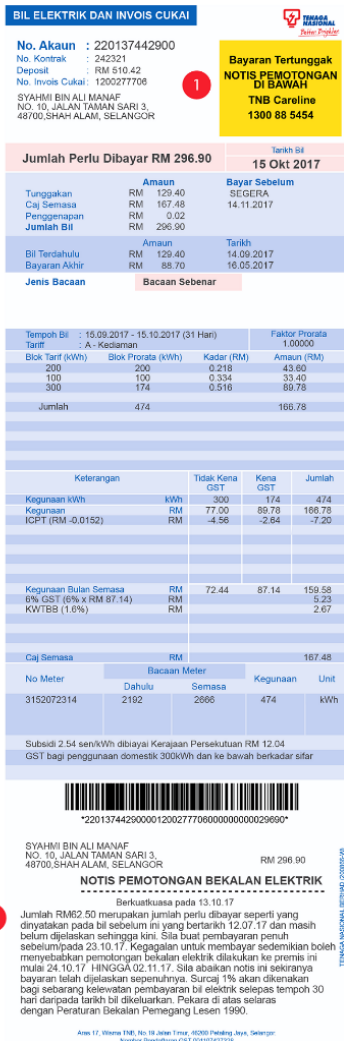 BIL ELEKTRIK DAN INVOIS CUKAI
TENAGA NASIONAL
No. Akaun : 220137442900
No. Kontrak : 242321
Deposit : RM 510.42
No. Invois Cukai : 1200277706
SYAHMI BIN ALI MANAF
NO. 10, JALAN TAMAN SARI 3,
48700,SHAH ALAM, SELANGOR
1
Bayaran Tertunggak
NOTIS PEMOTONGAN
DI BAWAH
TNB Careline
1300 88 5454
Jumlah Perlu Dibayar RM 296.90
Tarikh Bil
15 Okt 2017
Amaun Bayar Sebelum
Tunggakan RM 129.40 SEGERA
Caj Semasa RM 167.48 14.11.2017
Penggenapan RM 0.02
Jumlah Bil RM 296.90
Amaun Tarikh
Bil Terdahulu RM 129.40 14.09.2017
Bayaran Akhir RM 88.70 16.05.2017
Jenis Bacaan Bacaan Sebenar
Tempoh Bil : 15.09.2017 - 15.10.2017 (31 Hari) Faktor Prorata
Tariff : A - Kediaman 1.00000
Blok Tarif (kWh) Blok Prorata (kWh) Kadar (RM) Amaun (RM)
200 200 0.218 43.60
100 100 0.334 33.40
300 174 0.516 89.78
Jumlah 474 166.78
Keterangan Tidak Kena GST Kena GST Jumlah
Kegunaan kWh kWh 300 174 474
Kegunaan RM 77.00 89.78 166.78
ICPT (RM -0.0152) RM -4.56 -2.64 -7.20
Kegunaan Bulan Semasa RM 72.44 87.14 159.58
6% GST (6% x RM 87.14) RM 5.23
KWTBB (1.6%) RM 2.67
Caj Semasa RM 167.48
No Meter Bacaan Meter Kegunaan Unit
Dahulu Semasa
3152072314 2192 2666 474 kWh
Subsidi 2.54 sen/kWh dibiayai Kerajaan Persekutuan RM 12.04
GST bagi penggunaan domestik 300kWh dan ke bawah berkadar sifar
SYAHMI BIN ALI MANAF
NO. 10, JALAN TAMAN SARI 3,
48700,SHAH ALAM, SELANGOR
RM 296.90
NOTIS PEMOTONGAN BEKALAN ELEKTRIK
Berkuatkuasa pada 13.10.17
Jumlah RM62.50 merupakan jumlah perlu dibayar seperti yang
dinyatakan pada bil sebelum ini yang bertarikh 12.07.17 dan masih
belum dijelaskan sehingga kini. Sila buat pembayaran penuh
sebelum/pada 23.10.17. Kegagalan untuk membayar sedemikian boleh
menyebabkan pemotongan bekalan elektrik dilakukan ke premis ini
mulai 24.10.17 HINGGA 02.11.17. Sila abaikan notis ini sekiranya
bayaran telah dijelaskan sepenuhnya. Surcaj 1% akan dikenakan
bagi sebarang kelewatan pembayaran bil elektrik selepas tempoh 30
hari daripada tarikh bil dikeluarkan. Pekara di atas selaras
dengan Peraturan Bekalan Pemegang Lesen 1990.
Aras 17, Wisma TNB, No. 19 Jalan Timur, 46200 Petaling Jaya, Selangor